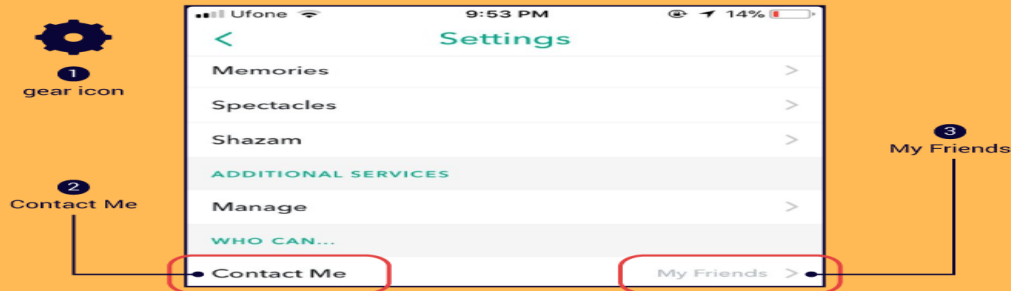 Ufone 9:53 PM 14%
< Settings
Memories >
Spectacles >
Shazam >
ADDITIONAL SERVICES
Manage >
WHO CAN...
Contact Me My Friends >
1
gear icon
2
Contact Me
3
My Friends